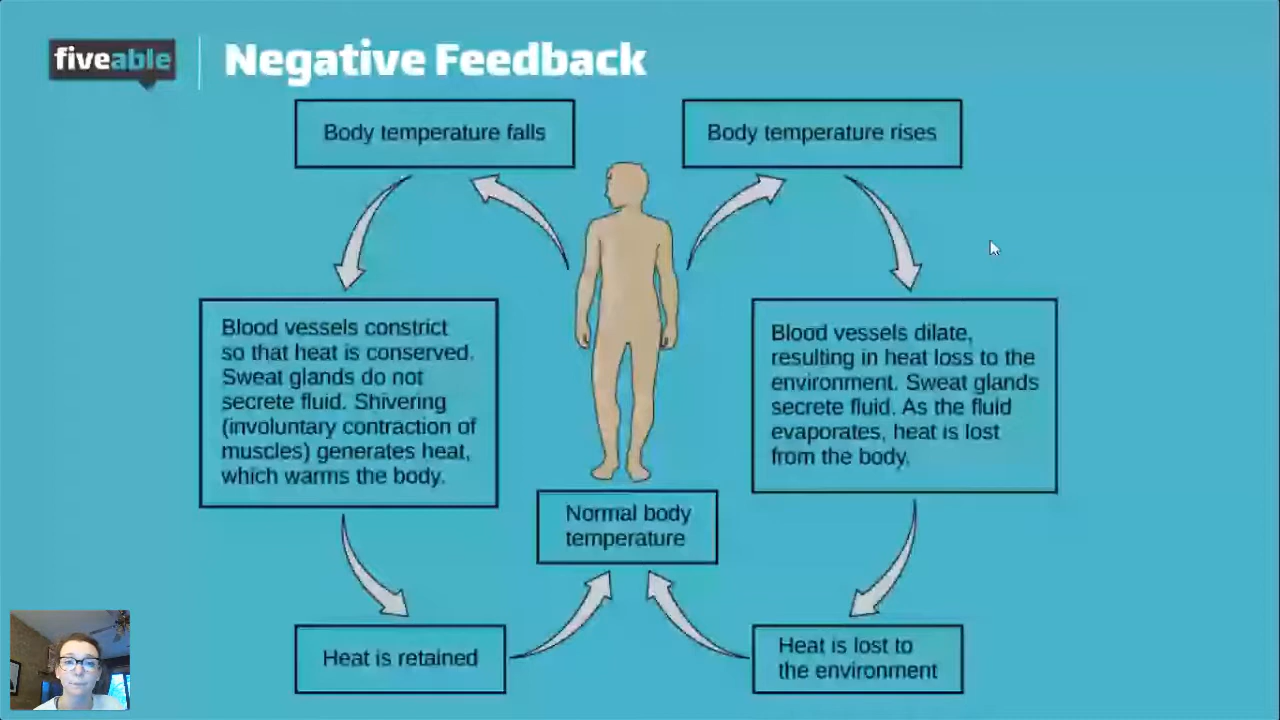 fiveable
Negative Feedback
Body temperature falls
Body temperature rises
Blood vessels constrict
so that heat is conserved.
Sweat glands do not
secrete fluid. Shivering
(involuntary contraction of
muscles) generates heat,
which warms the body.
Blood vessels dilate,
resulting in heat loss to the
environment. Sweat glands
secrete fluid. As the fluid
evaporates, heat is lost
from the body.
Normal body
temperature
Heat is retained
Heat is lost to
the environment